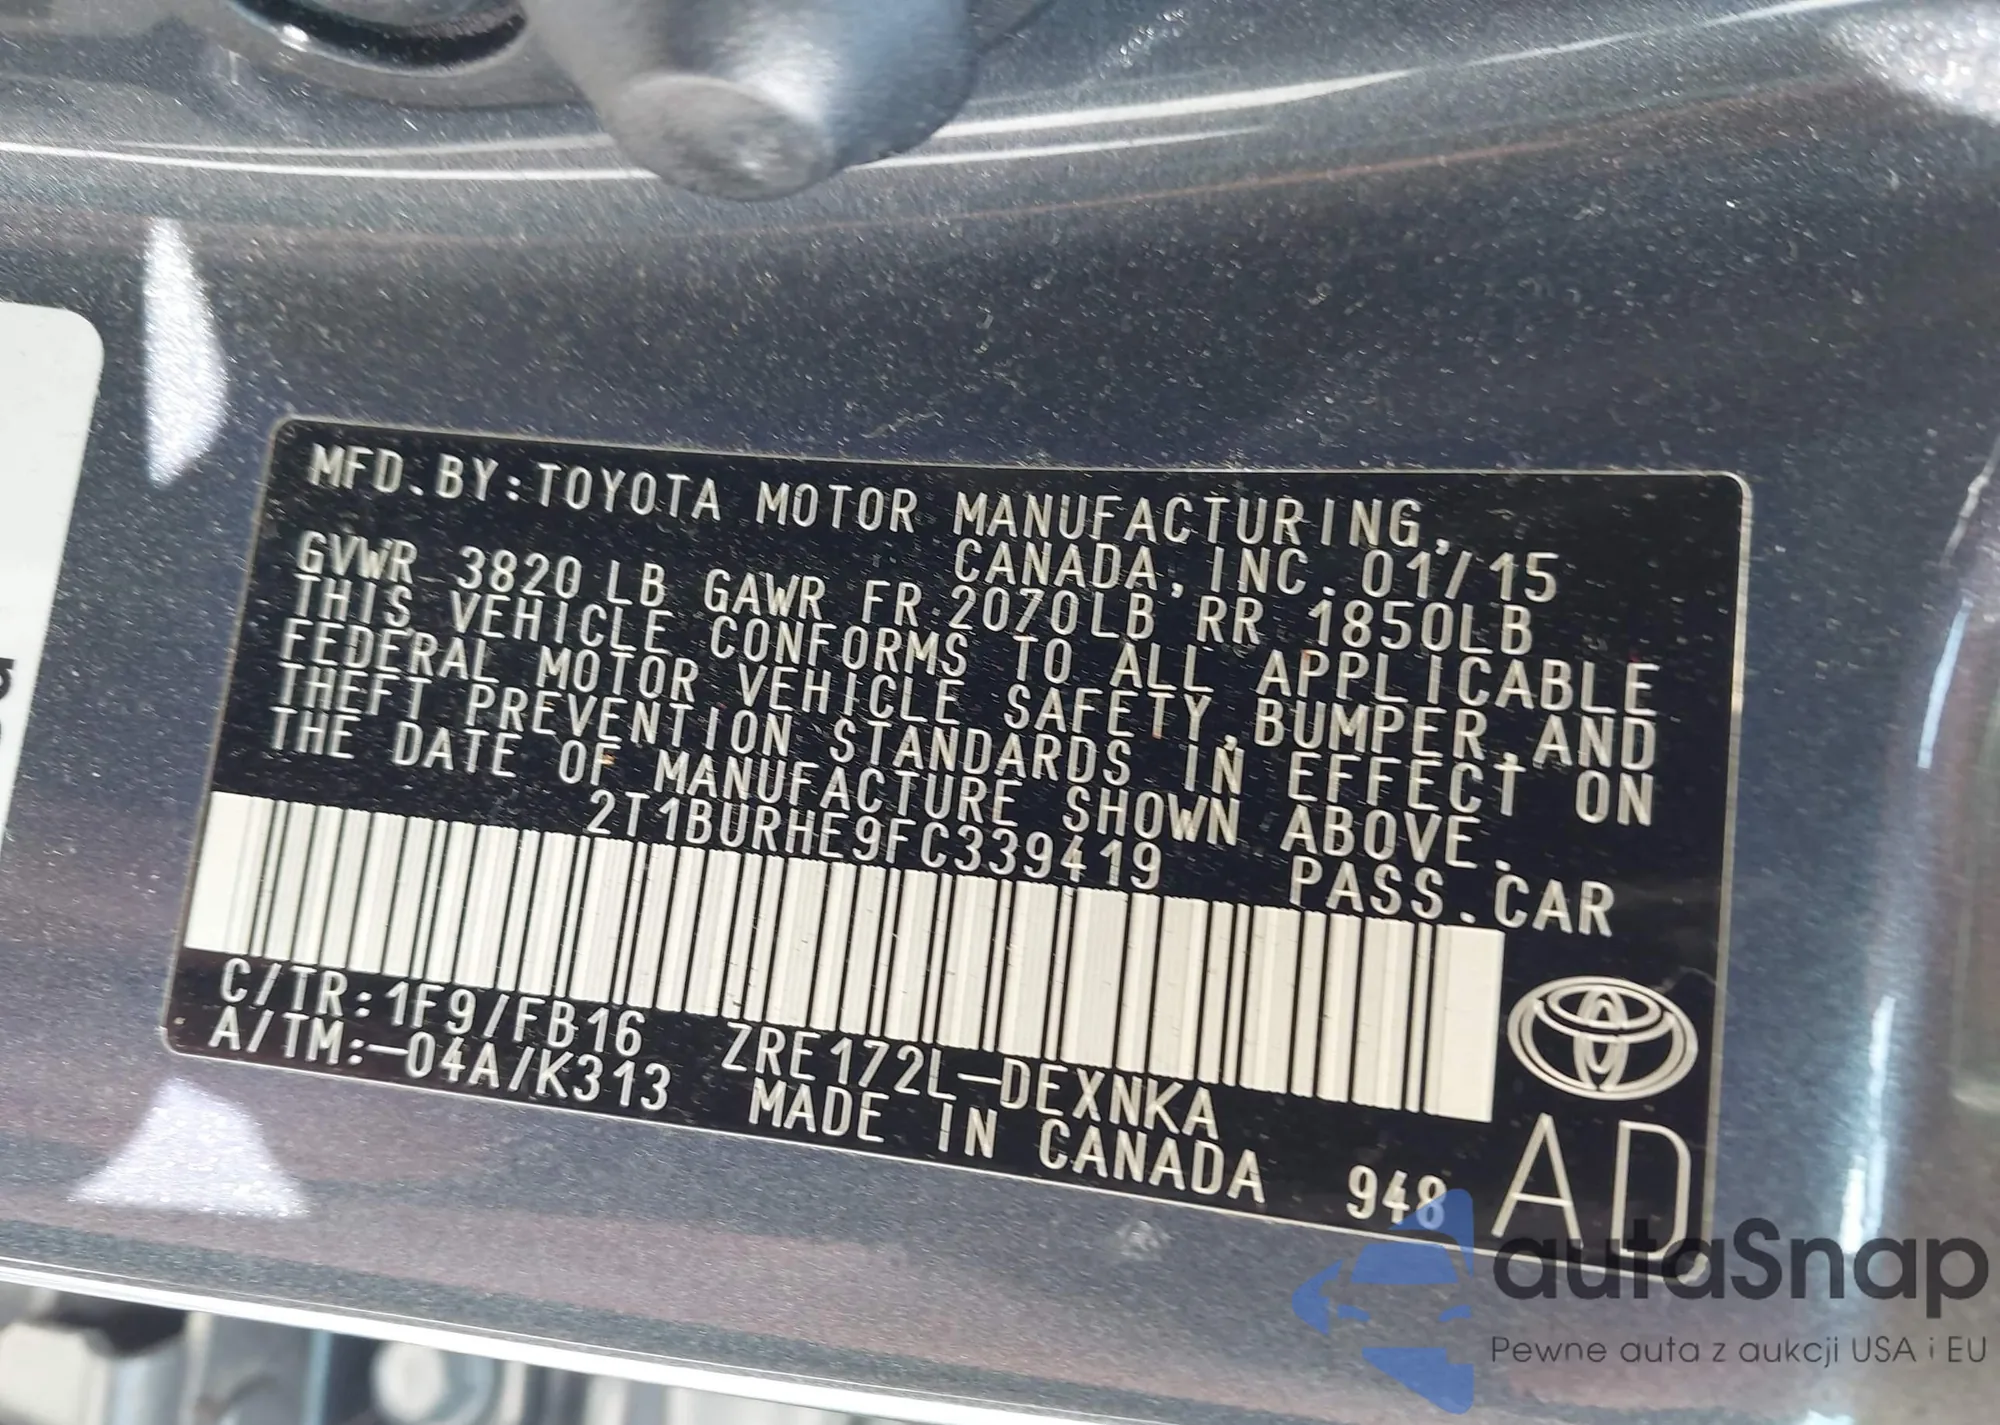 MFD.BY:TOYOTA MOTOR MANUFACTURING,
CANADA,INC. 01/15
GVWR 3820 LB GAWR FR 2070LB RR 1850LB
THIS VEHICLE CONFORMS TO ALL APPLICABLE
FEDERAL MOTOR VEHICLE SAFETY,BUMPER,AND
THEFT PREVENTION STANDARDS IN EFFECT ON
THE DATE OF MANUFACTURE SHOWN ABOVE.
2T1BURHE9FC339419 PASS.CAR
C/TR:1F9/FB16 ZRE172L-DEXNKA
A/TM:-04A/K313 MADE IN CANADA 948
AD
autaSnap
Pewne auta z aukcji USA i EU